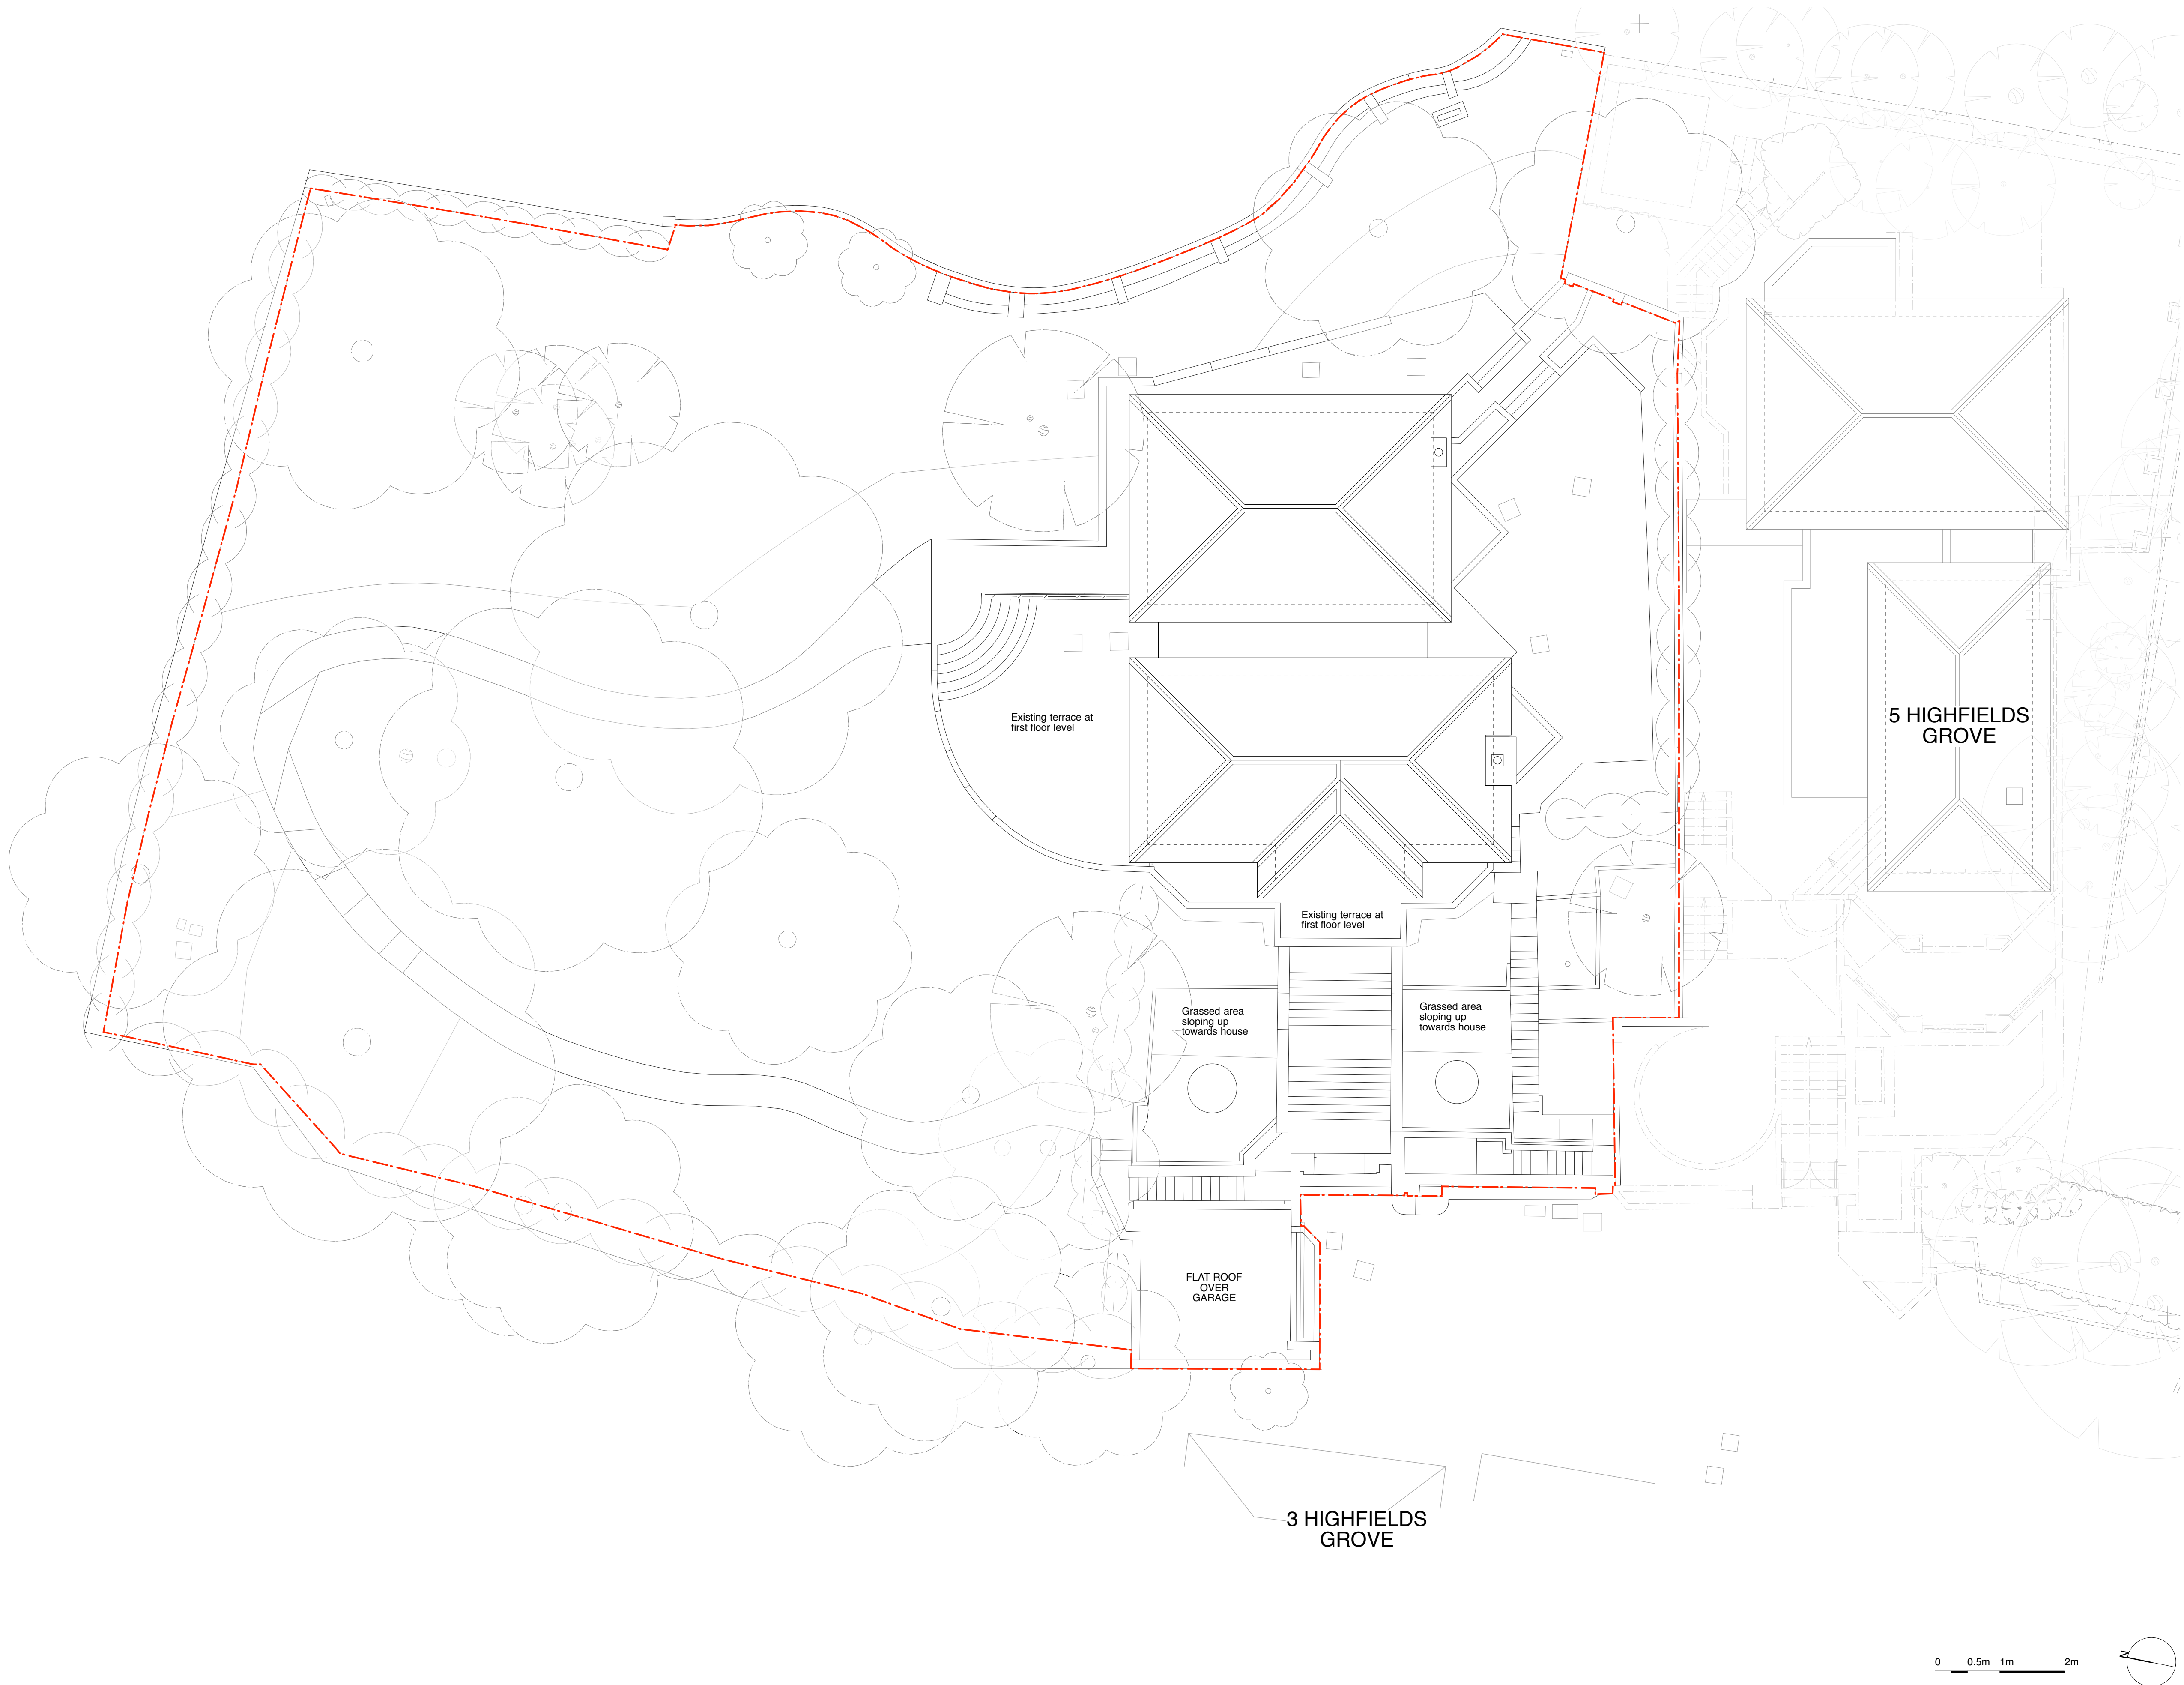 Existing terrace at
first floor level
5 HIGHFIELDS
GROVE
Existing terrace at
first floor level
Grassed area
sloping up
towards house
Grassed area
sloping up
towards house
FLAT ROOF
OVER
GARAGE
3 HIGHFIELDS
GROVE
0 0.5m 1m 2m
N